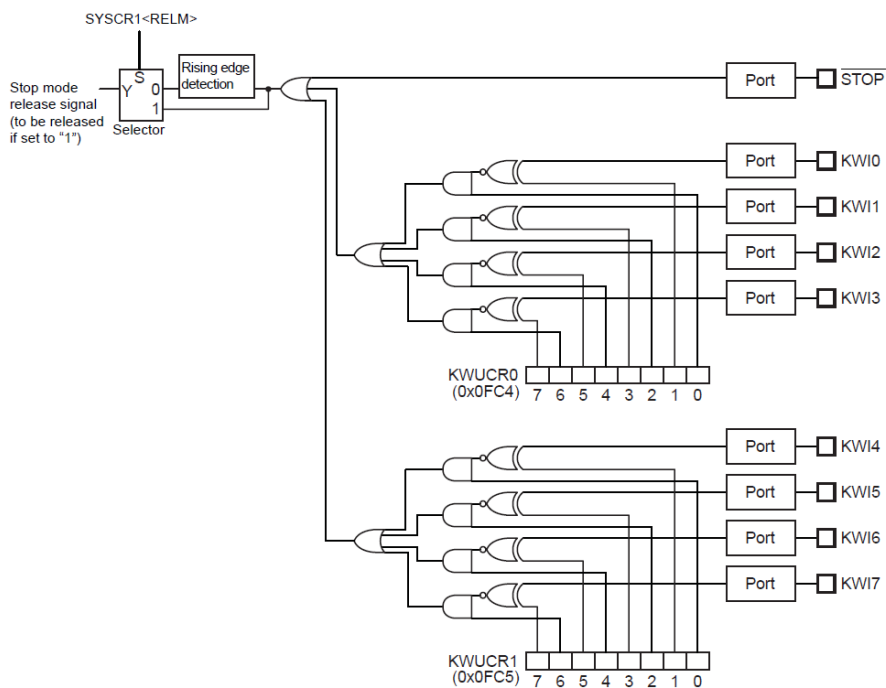 SYSCR1<RELM>
Stop mode
release signal
(to be released
if set to "1")
S
Y
0
1
Selector
Rising edge
detection
Port
STOP
Port
KWI0
Port
KWI1
Port
KWI2
Port
KWI3
KWUCR0
(0x0FC4)
7 6 5 4 3 2 1 0
Port
KWI4
Port
KWI5
Port
KWI6
Port
KWI7
KWUCR1
(0x0FC5)
7 6 5 4 3 2 1 0